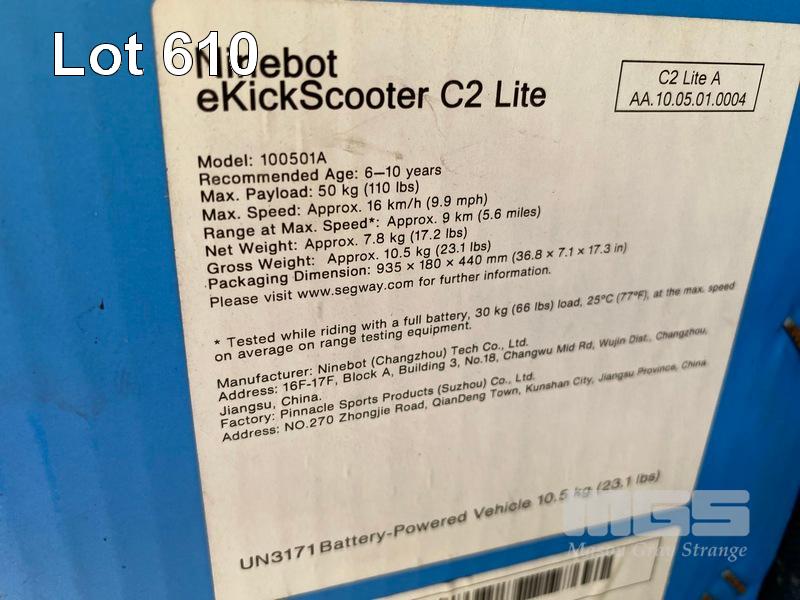 Lot 610
Ninebot
eKickScooter C2 Lite
C2 Lite A
AA.10.05.01.0004
Model: 100501A
Recommended Age: 6–10 years
Max. Payload: 50 kg (110 lbs)
Max. Speed: Approx. 16 km/h (9.9 mph)
Range at Max. Speed*: Approx. 9 km (5.6 miles)
Net Weight: Approx. 7.8 kg (17.2 lbs)
Gross Weight: Approx. 10.5 kg (23.1 lbs)
Packaging Dimension: 935 × 180 × 440 mm (36.8 × 7.1 × 17.3 in)
Please visit www.segway.com for further information.
* Tested while riding with a full battery, 30 kg (66 lbs) load, 25°C (77°F), at the max. speed
on average on range testing equipment.
Manufacturer: Ninebot (Changzhou) Tech Co., Ltd.
Address: 16F-17F, Block A, Building 3, No.18, Changwu Mid Rd, Wujin Dist., Changzhou,
Jiangsu, China.
Factory: Pinnacle Sports Products (Suzhou) Co., Ltd.
Address: NO.270 Zhongjie Road, QianDeng Town, Kunshan City, Jiangsu Province, China
UN3171 Battery-Powered Vehicle 10.5 kg (23.1 lbs)
MGS
Mason Gray Strange